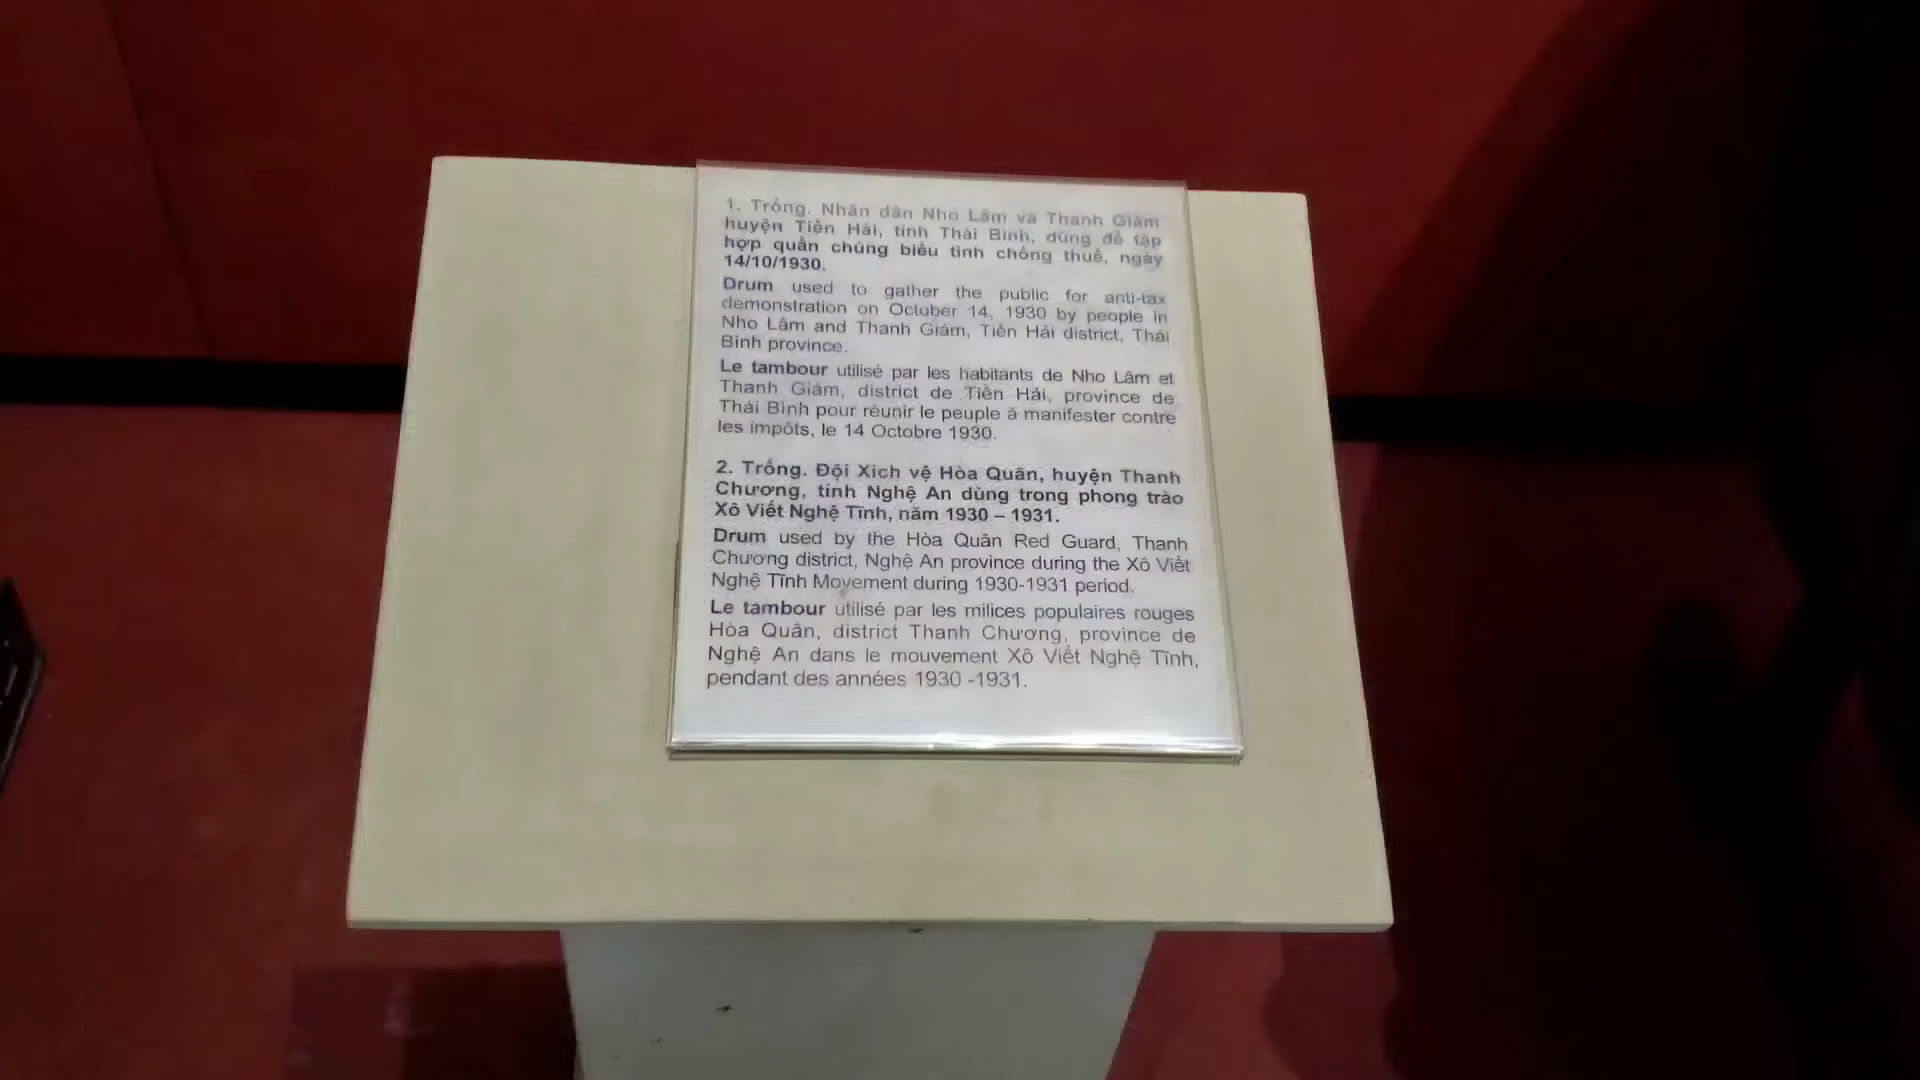 1. Trống. Nhân dân Nho Lâm và Thanh Giám
huyện Tiền Hải, tỉnh Thái Bình, dùng để tập
hợp quần chúng biểu tình chống thuế, ngày
14/10/1930.
Drum used to gather the public for anti-tax
demonstration on October 14, 1930 by people in
Nho Lâm and Thanh Giám, Tiền Hải district, Thái
Bình province.
Le tambour utilisé par les habitants de Nho Lâm et
Thanh Giám, district de Tiền Hải, province de
Thái Bình pour réunir le peuple à manifester contre
les impôts, le 14 Octobre 1930.
2. Trống. Đội Xích vệ Hòa Quân, huyện Thanh
Chương, tỉnh Nghệ An dùng trong phong trào
Xô Viết Nghệ Tĩnh, năm 1930 – 1931.
Drum used by the Hòa Quân Red Guard, Thanh
Chương district, Nghệ An province during the Xô Viết
Nghệ Tĩnh Movement during 1930-1931 period.
Le tambour utilisé par les milices populaires rouges
Hòa Quân, district Thanh Chương, province de
Nghệ An dans le mouvement Xô Viết Nghệ Tĩnh,
pendant des années 1930 -1931.